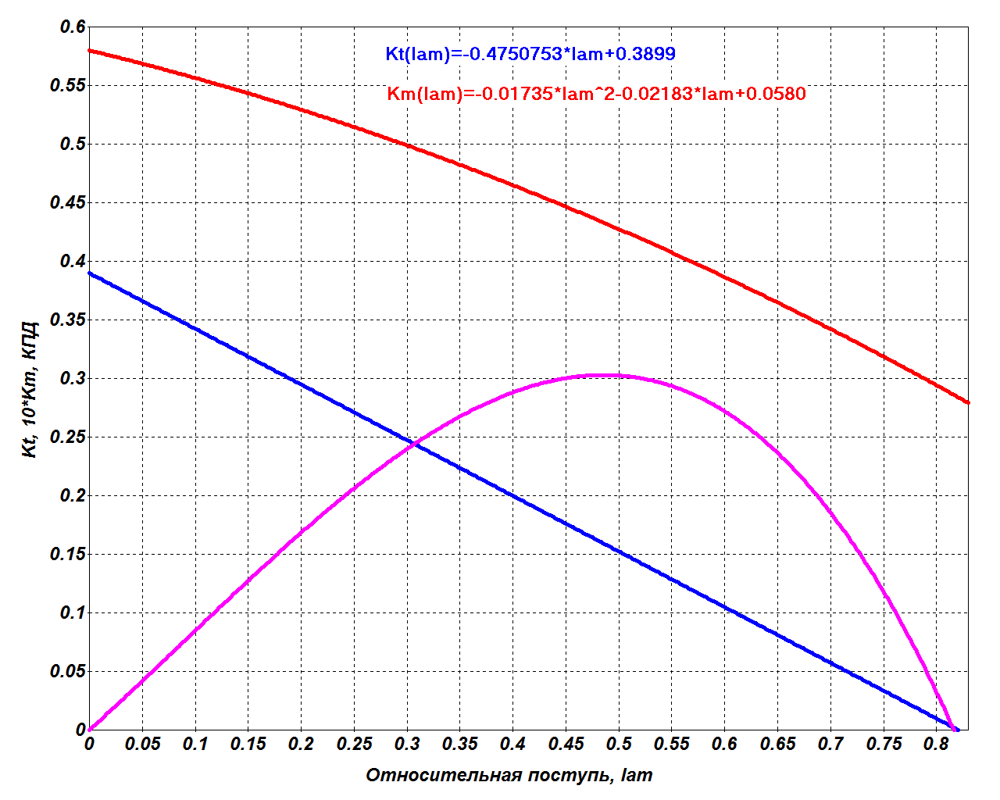 Kt(lam)=-0.4750753*lam+0.3899
Km(lam)=-0.01735*lam^2-0.02183*lam+0.0580
Kt, 10*Km, КПД
0.6
0.55
0.5
0.45
0.4
0.35
0.3
0.25
0.2
0.15
0.1
0.05
0
0 0.05 0.1 0.15 0.2 0.25 0.3 0.35 0.4 0.45 0.5 0.55 0.6 0.65 0.7 0.75 0.8
Относительная поступь, lam